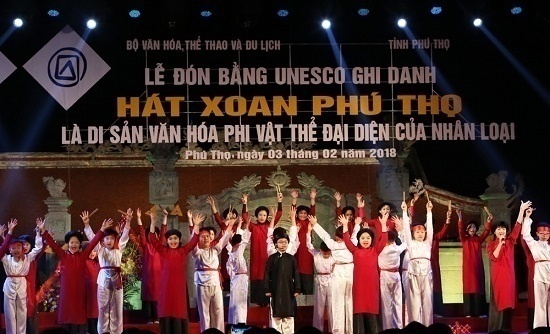 BỘ VĂN HÓA, THỂ THAO VÀ DU LỊCH TỈNH PHÚ THỌ
LỄ ĐÓN BẰNG UNESCO GHI DANH
HÁT XOAN PHÚ THỌ
LÀ DI SẢN VĂN HÓA PHI VẬT THỂ ĐẠI DIỆN CỦA NHÂN LOẠI
Phú Thọ, ngày 03 tháng 02 năm 2018